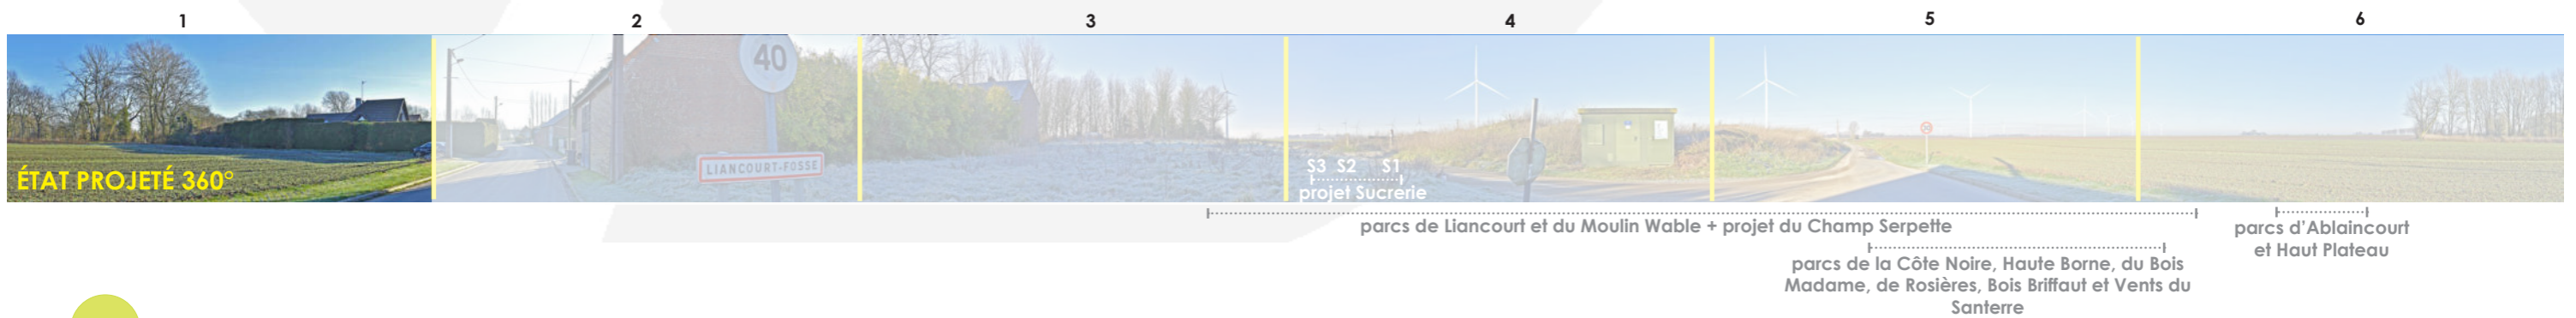 1 2 3 4 5 6
40
LIANCOURT-FOSSE
ÉTAT PROJETÉ 360°
S3 S2 S1
projet Sucrerie
parcs de Liancourt et du Moulin Wable + projet du Champ Serpette
parcs d'Ablaincourt
et Haut Plateau
parcs de la Côte Noire, Haute Borne, du Bois
Madame, de Rosières, Bois Briffaut et Vents du
Santerre